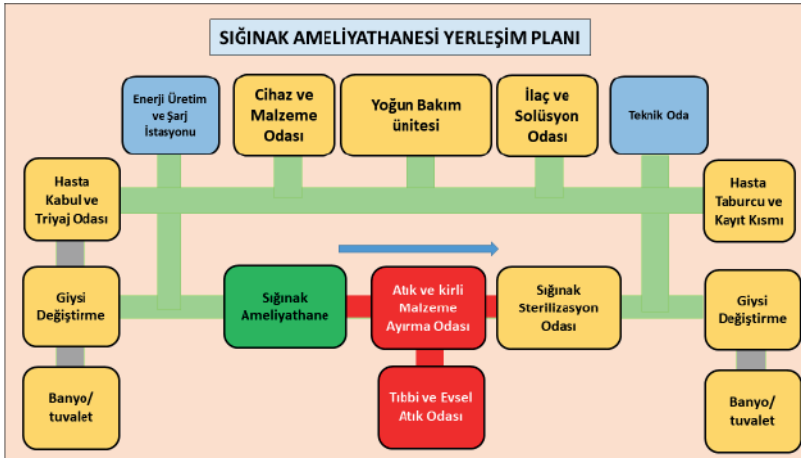 SIĞINAK AMELİYATHANESİ YERLEŞİM PLANI
Enerji Üretim
ve Şarj
İstasyonu
Cihaz ve
Malzeme
Odası
Yoğun Bakım
ünitesi
İlaç ve
Solüsyon
Odası
Teknik Oda
Hasta
Kabul ve
Triyaj Odası
Hasta
Taburcu ve
Kayıt Kısmı
Giysi
Değiştirme
Sığınak
Ameliyathane
Atık ve kirli
Malzeme
Ayırma Odası
Sığınak
Sterilizasyon
Odası
Giysi
Değiştirme
Banyo/
tuvalet
Tıbbi ve Evsel
Atık Odası
Banyo/
tuvalet